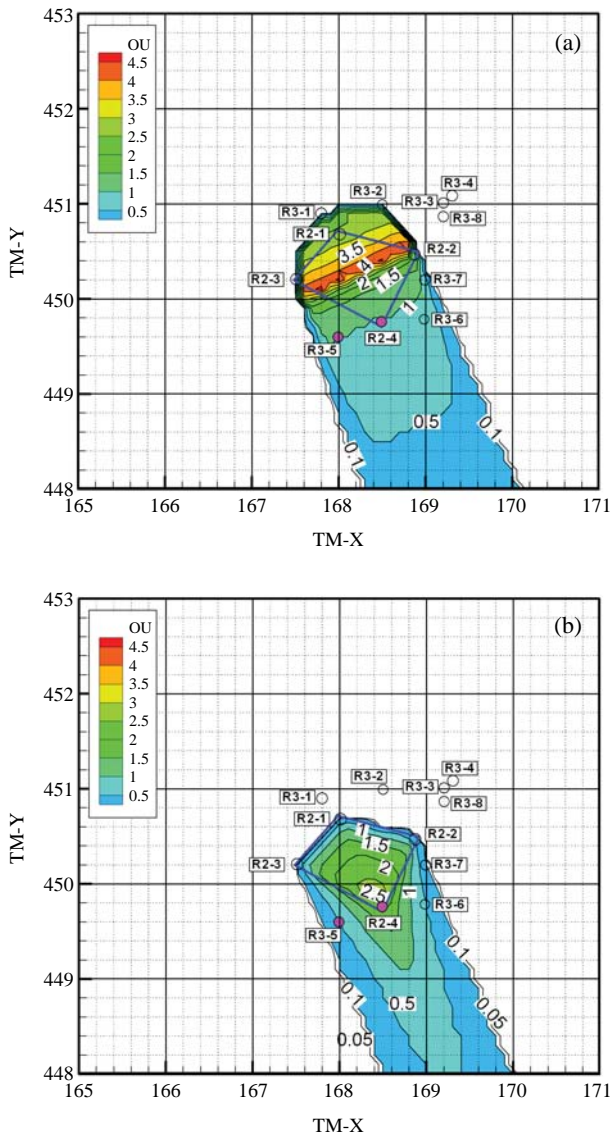 453
452
451
450
449
448
TM-Y
OU
4.5
4
3.5
3
2.5
2
1.5
1
0.5
(a)
R3-4
R3-2
R3-3
R3-1
R3-8
R2-1
R2-2
3.5
4
R2-3
2
1.5
R3-7
1
R3-6
R2-4
R3-5
0.5
0.1
0.1
165 166 167 168 169 170 171
TM-X
453
452
451
450
449
448
TM-Y
OU
4.5
4
3.5
3
2.5
2
1.5
1
0.5
(b)
R3-4
R3-2
R3-3
R3-1
R3-8
R2-1
1
R2-2
1.5
R2-3
2
R3-7
2.5
1
R3-6
R2-4
R3-5
0.1
0.1
0.5
0.05
0.05
165 166 167 168 169 170 171
TM-X